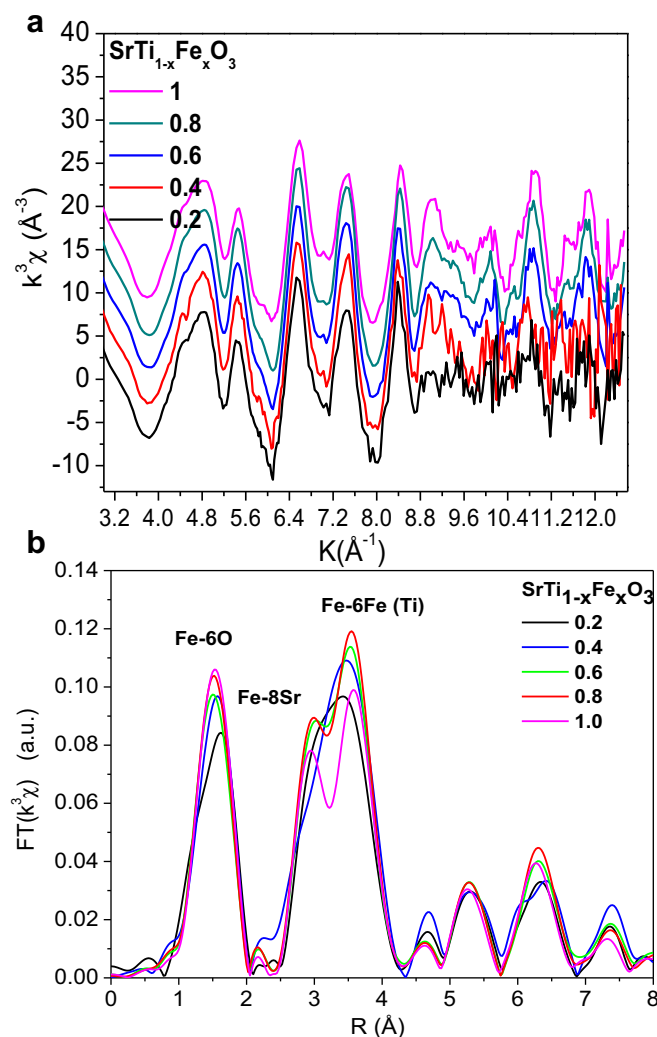 a
SrTi1-xFexO3
1
0.8
0.6
0.4
0.2
40
35
30
25
20
15
10
5
0
-5
-10
k3χ (Å-3)
3.2 4.0 4.8 5.6 6.4 7.2 8.0 8.8 9.6 10.4 11.2 12.0
K(Å-1)
b
SrTi1-xFexO3
0.2
0.4
0.6
0.8
1.0
Fe-6O
Fe-8Sr
Fe-6Fe (Ti)
0.14
0.12
0.10
0.08
0.06
0.04
0.02
0.00
FT(k3χ) (a.u.)
0 1 2 3 4 5 6 7 8
R (Å)